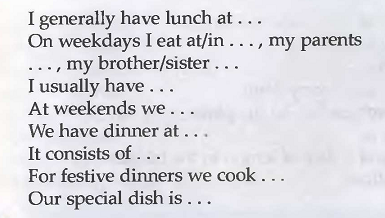 I generally have lunch at . . .
On weekdays I eat at/in . . . , my parents
. . . , my brother/sister . . .
I usually have . . .
At weekends we . . .
We have dinner at . . .
It consists of . . .
For festive dinners we cook . . .
Our special dish is . . .